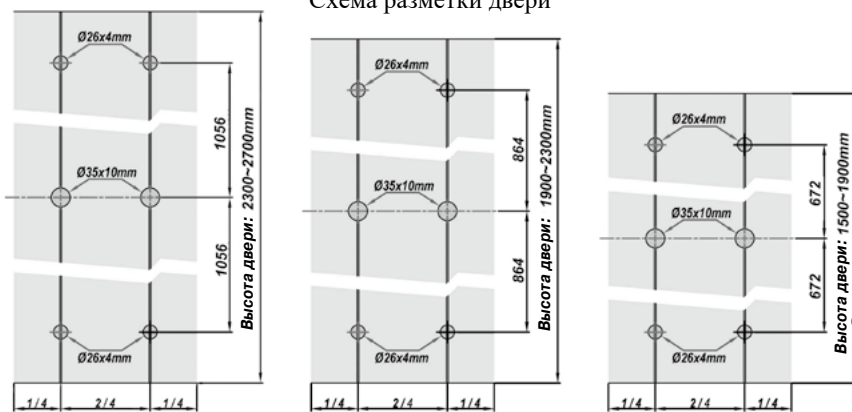 Схема разметки двери
Ø26x4mm
1056
Ø35x10mm
1056
Ø26x4mm
Высота двери: 2300~2700mm
1/4 2/4 1/4
Ø26x4mm
864
Ø35x10mm
864
Ø26x4mm
Высота двери: 1900~2300mm
1/4 2/4 1/4
Ø26x4mm
672
Ø35x10mm
672
Ø26x4mm
Высота двери: 1500~1900mm
1/4 2/4 1/4